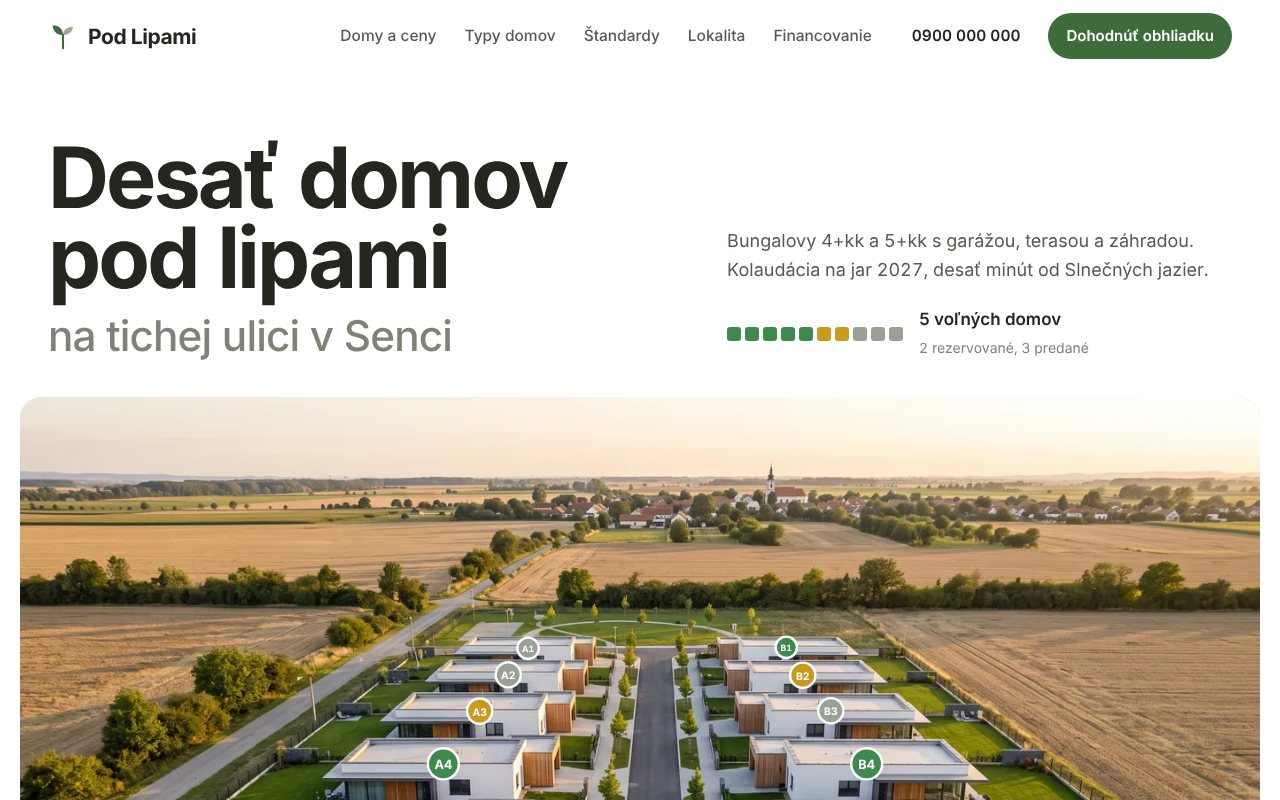 Pod Lipami
Domy a ceny
Typy domov
Štandardy
Lokalita
Financovanie
0900 000 000
Dohodnúť obhliadku
Desať domov
pod lipami
na tichej ulici v Senci
Bungalovy 4+kk a 5+kk s garážou, terasou a záhradou.
Kolaudácia na jar 2027, desať minút od Slnečných jazier.
5 voľných domov
2 rezervované, 3 predané
A1
B1
A2
B2
A3
B3
A4
B4